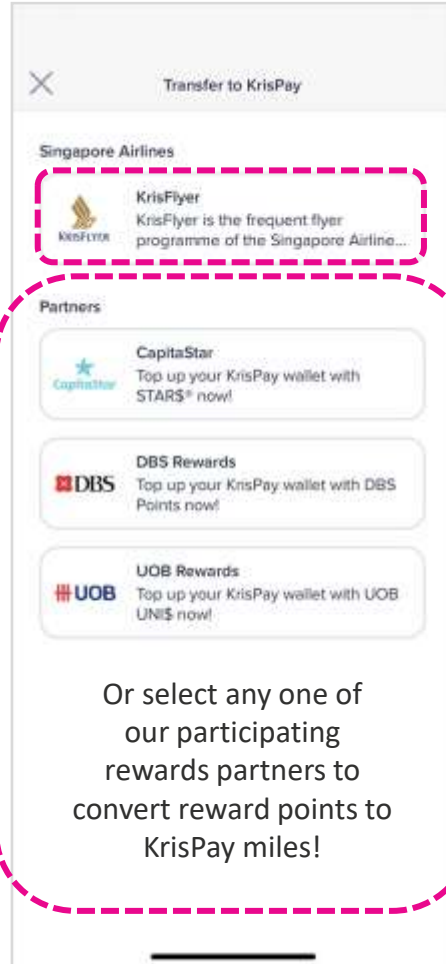 Transfer to KrisPay
Singapore Airlines
KrisFlyer
KrisFlyer is the frequent flyer
programme of the Singapore Airline...
KRISFLYER
Partners
CapitaStar
Top up your KrisPay wallet with
STAR$® now!
CapitaStar
DBS Rewards
Top up your KrisPay wallet with DBS
Points now!
DBS
UOB Rewards
Top up your KrisPay wallet with UOB
UNI$ now!
UOB
Or select any one of
our participating
rewards partners to
convert reward points to
KrisPay miles!